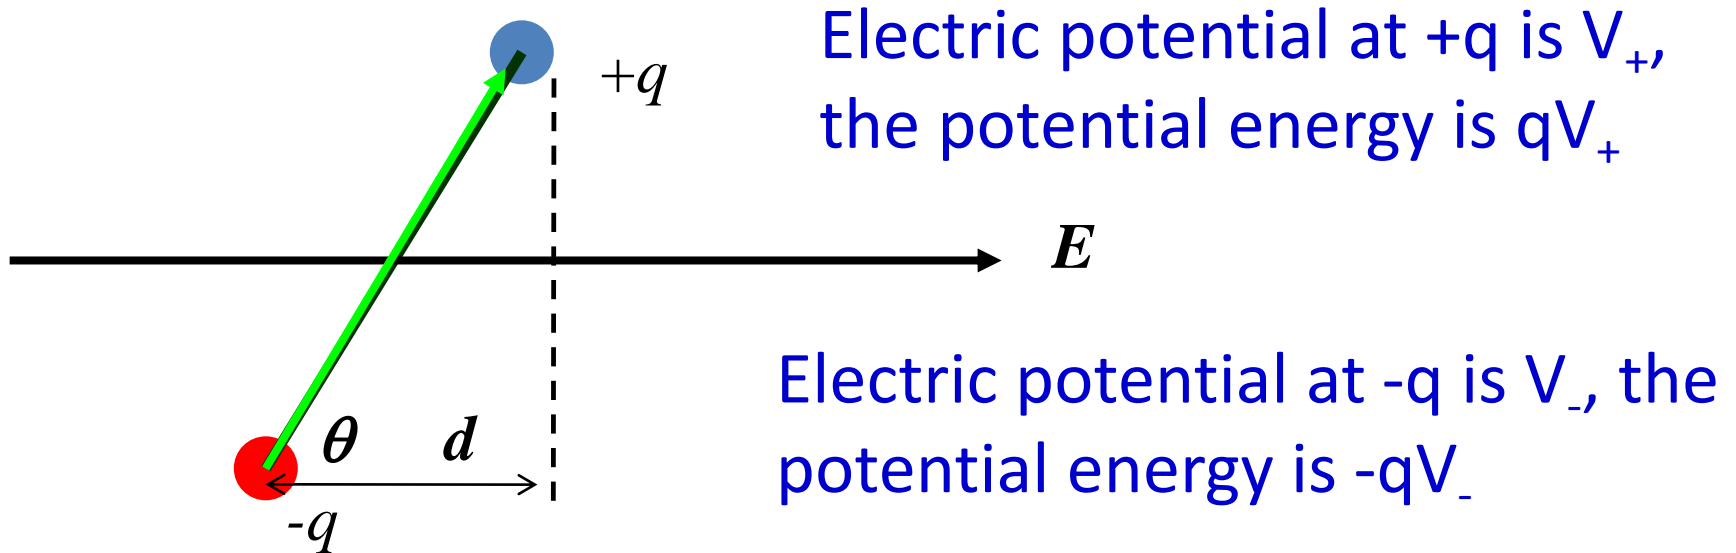 Electric potential at +q is V₊,
+q
the potential energy is qV₊
E
Electric potential at -q is V₋, the
θ d
potential energy is -qV₋
-q